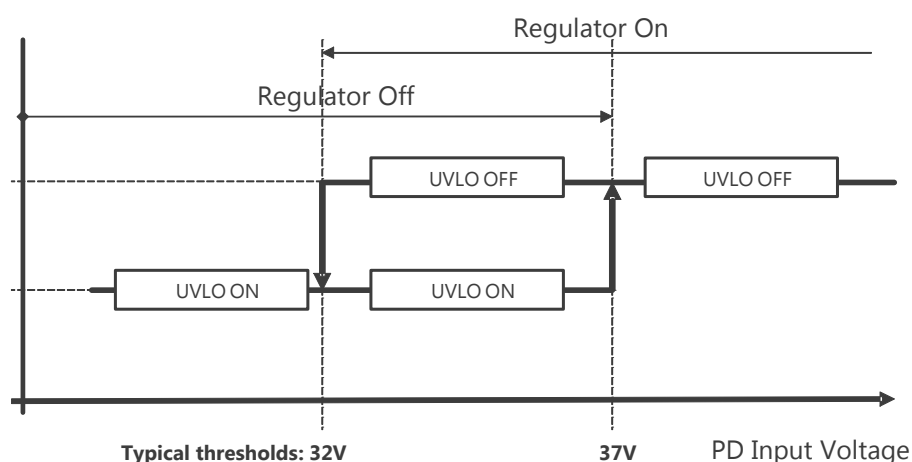 Regulator On
Regulator Off
UVLO OFF
UVLO OFF
UVLO ON
UVLO ON
Typical thresholds: 32V
37V
PD Input Voltage